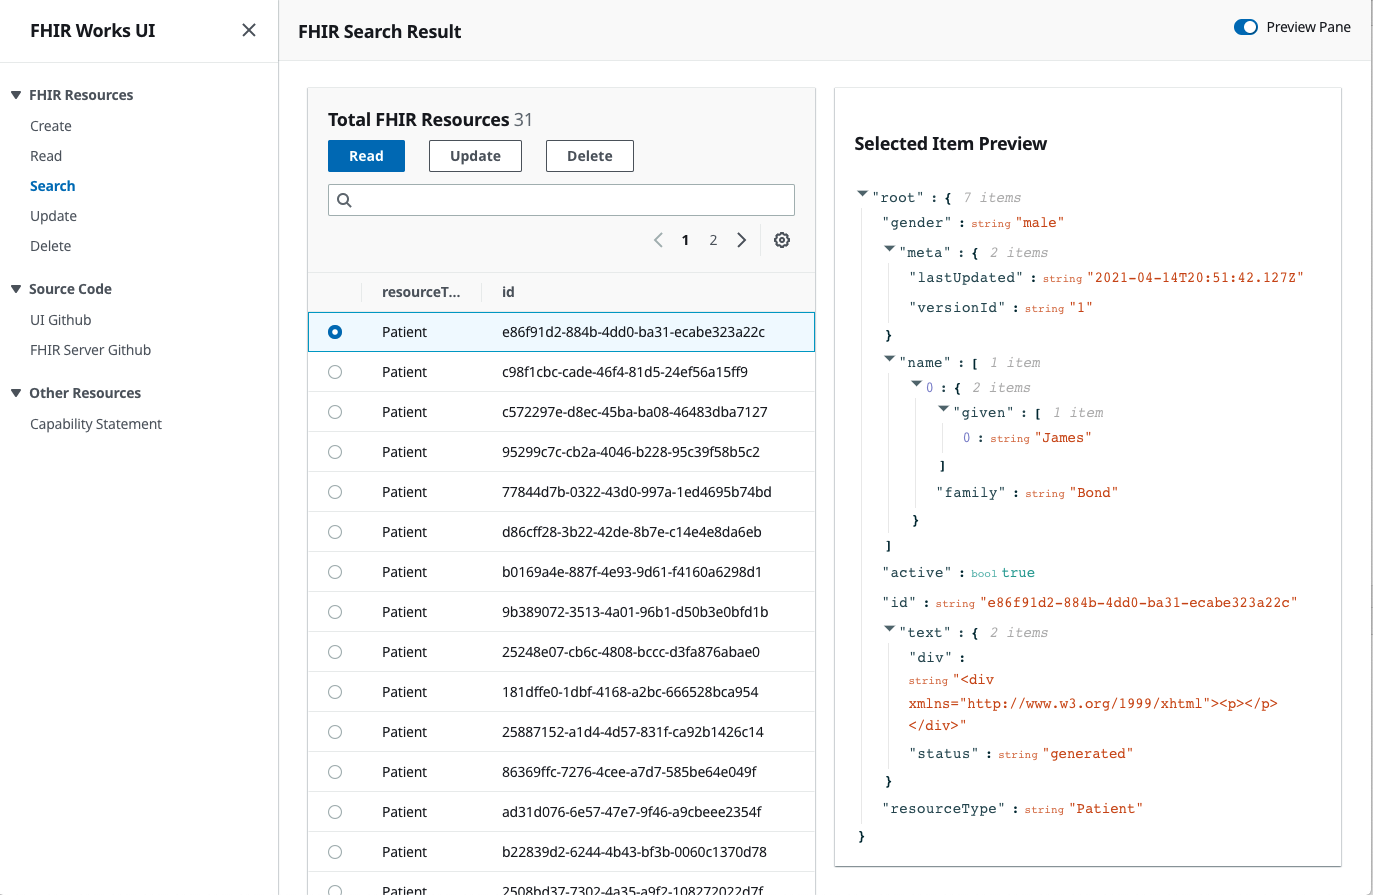 FHIR Works UI
FHIR Resources
Create
Read
Search
Update
Delete
Source Code
UI Github
FHIR Server Github
Other Resources
Capability Statement
FHIR Search Result
Preview Pane
Total FHIR Resources 31
Read Update Delete
1 2
resourceT... id
Patient e86f91d2-884b-4dd0-ba31-ecabe323a22c
Patient c98f1cbc-cade-46f4-81d5-24ef56a15ff9
Patient c572297e-d8ec-45ba-ba08-46483dba7127
Patient 95299c7c-cb2a-4046-b228-95c39f58b5c2
Patient 77844d7b-0322-43d0-997a-1ed4695b74bd
Patient d86cff28-3b22-42de-8b7e-c14e4e8da6eb
Patient b0169a4e-887f-4e93-9d61-f4160a6298d1
Patient 9b389072-3513-4a01-96b1-d50b3e0bfd1b
Patient 25248e07-cb6c-4808-bccc-d3fa876abae0
Patient 181dffe0-1dbf-4168-a2bc-666528bca954
Patient 25887152-a1d4-4d57-831f-ca92b1426c14
Patient 86369ffc-7276-4cee-a7d7-585be64e049f
Patient ad31d076-6e57-47e7-9f46-a9cbeee2354f
Patient b22839d2-6244-4b43-bf3b-0060c1370d78
Patient 2508bd37-7302-4a35-a9f2-108272022d7f
Selected Item Preview
"root" : { 7 items
"gender" : string "male"
"meta" : { 2 items
"lastUpdated" : string "2021-04-14T20:51:42.127Z"
"versionId" : string "1"
}
"name" : [ 1 item
0 : { 2 items
"given" : [ 1 item
0 : string "James"
]
"family" : string "Bond"
}
]
"active" : bool true
"id" : string "e86f91d2-884b-4dd0-ba31-ecabe323a22c"
"text" : { 2 items
"div" :
string "<div
xmlns="http://www.w3.org/1999/xhtml"><p></p>
</div>"
"status" : string "generated"
}
"resourceType" : string "Patient"
}